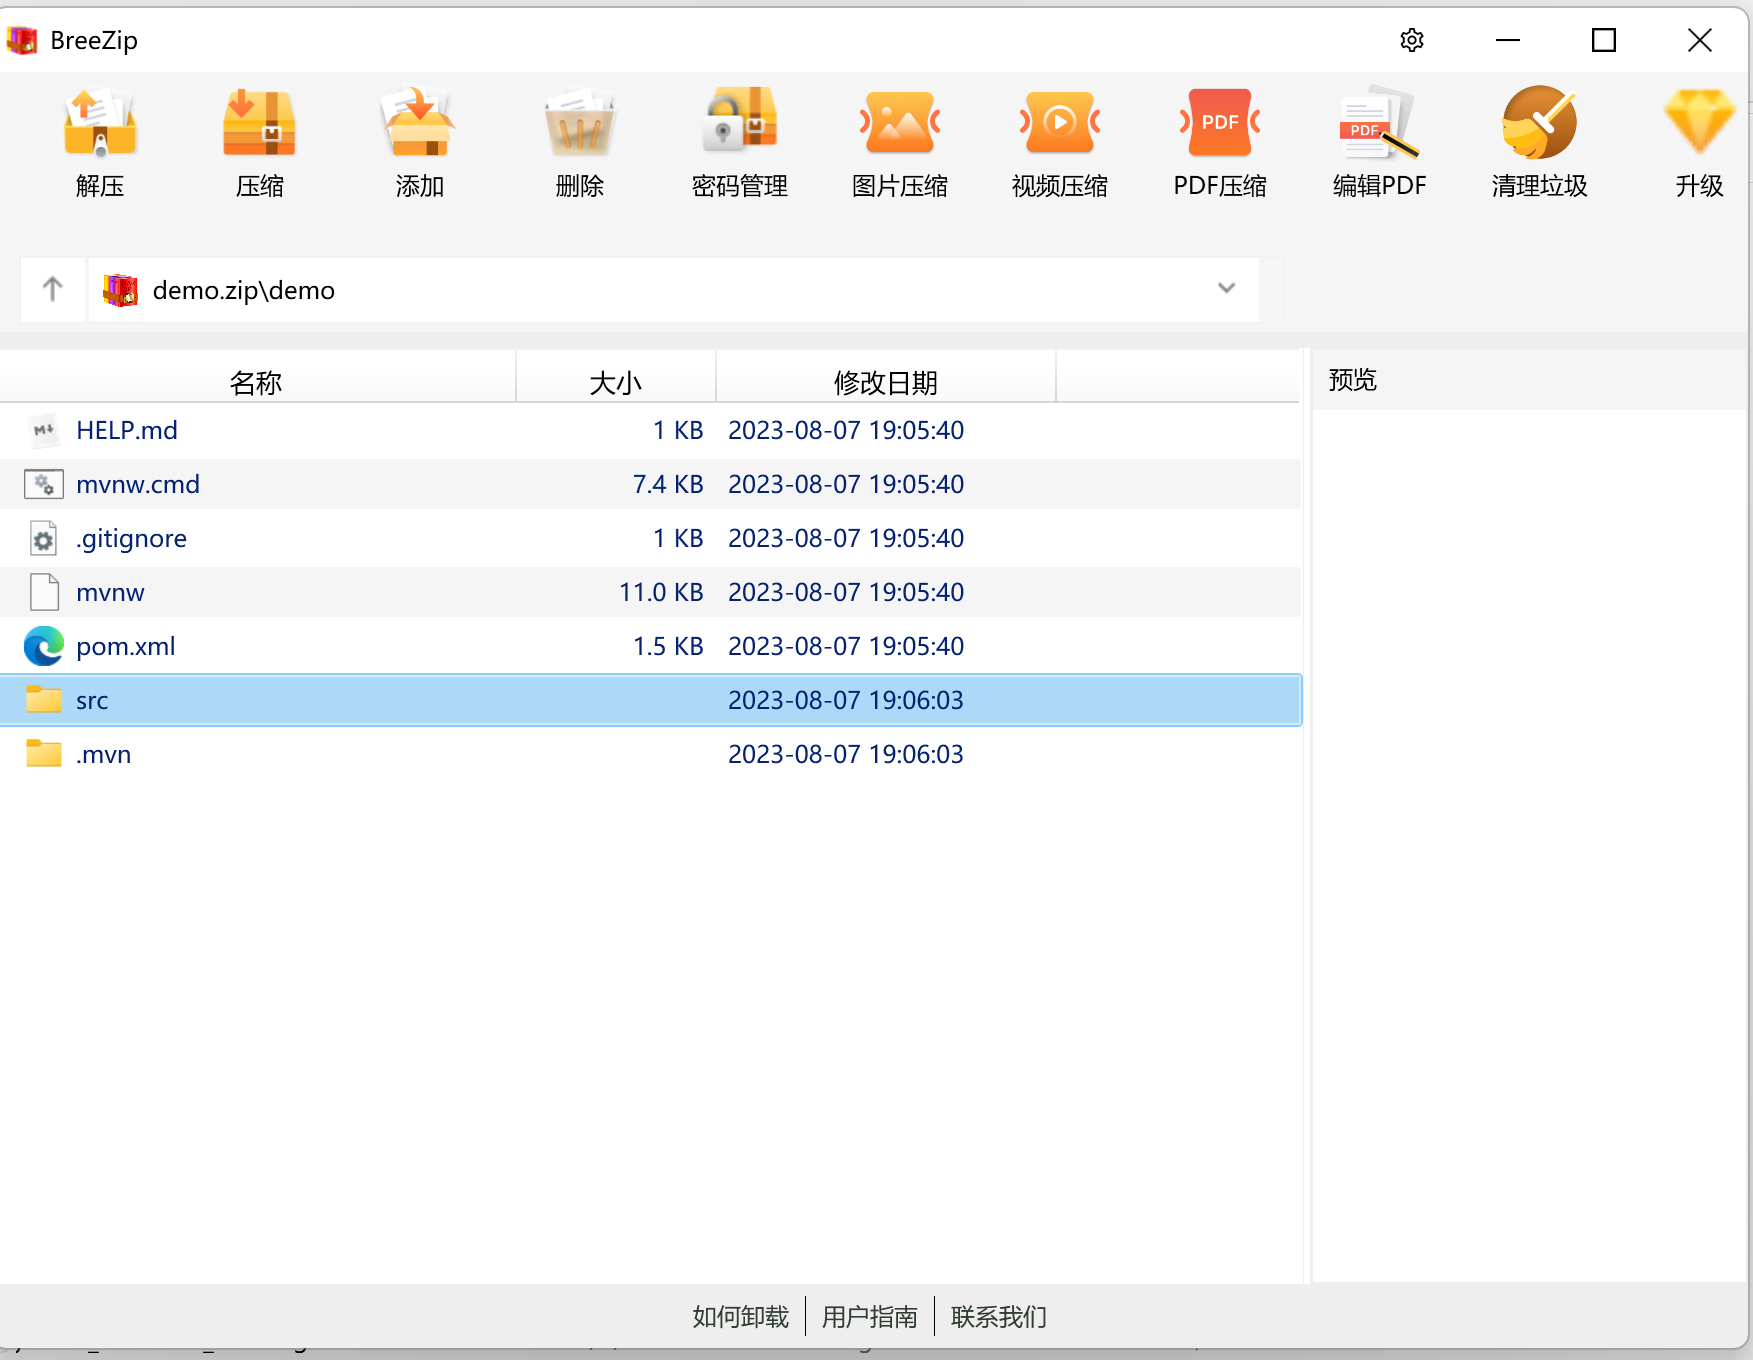 BreeZip
解压 压缩 添加 删除 密码管理 图片压缩 视频压缩 PDF压缩 编辑PDF 清理垃圾 升级
PDF
PDF
demo.zip\demo
名称 大小 修改日期 预览
HELP.md 1 KB 2023-08-07 19:05:40
mvnw.cmd 7.4 KB 2023-08-07 19:05:40
.gitignore 1 KB 2023-08-07 19:05:40
mvnw 11.0 KB 2023-08-07 19:05:40
pom.xml 1.5 KB 2023-08-07 19:05:40
src 2023-08-07 19:06:03
.mvn 2023-08-07 19:06:03
如何卸载 用户指南 联系我们